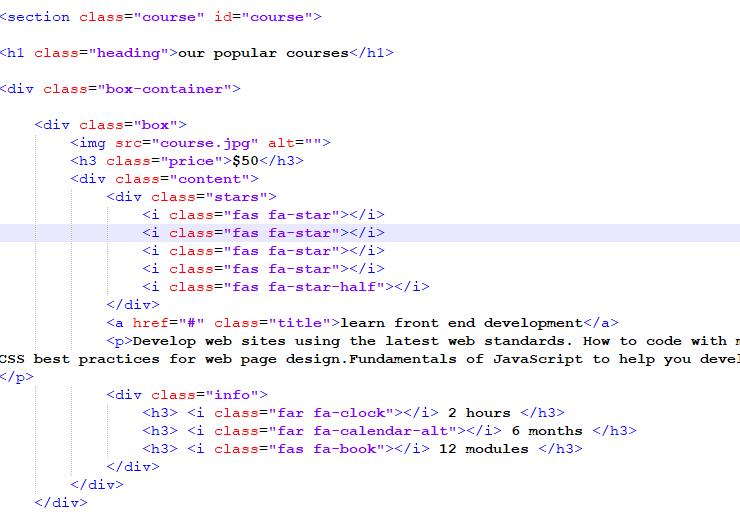 <section class="course" id="course">
<h1 class="heading">our popular courses</h1>
<div class="box-container">
<div class="box">
<img src="course.jpg" alt="">
<h3 class="price">$50</h3>
<div class="content">
<div class="stars">
<i class="fas fa-star"></i>
<i class="fas fa-star"></i>
<i class="fas fa-star"></i>
<i class="fas fa-star"></i>
<i class="fas fa-star-half"></i>
</div>
<a href="#" class="title">learn front end development</a>
<p>Develop web sites using the latest web standards. How to code with
CSS best practices for web page design.Fundamentals of JavaScript to help you
</p>
<div class="info">
<h3> <i class="far fa-clock"></i> 2 hours </h3>
<h3> <i class="far fa-calendar-alt"></i> 6 months </h3>
<h3> <i class="fas fa-book"></i> 12 modules </h3>
</div>
</div>
</div>